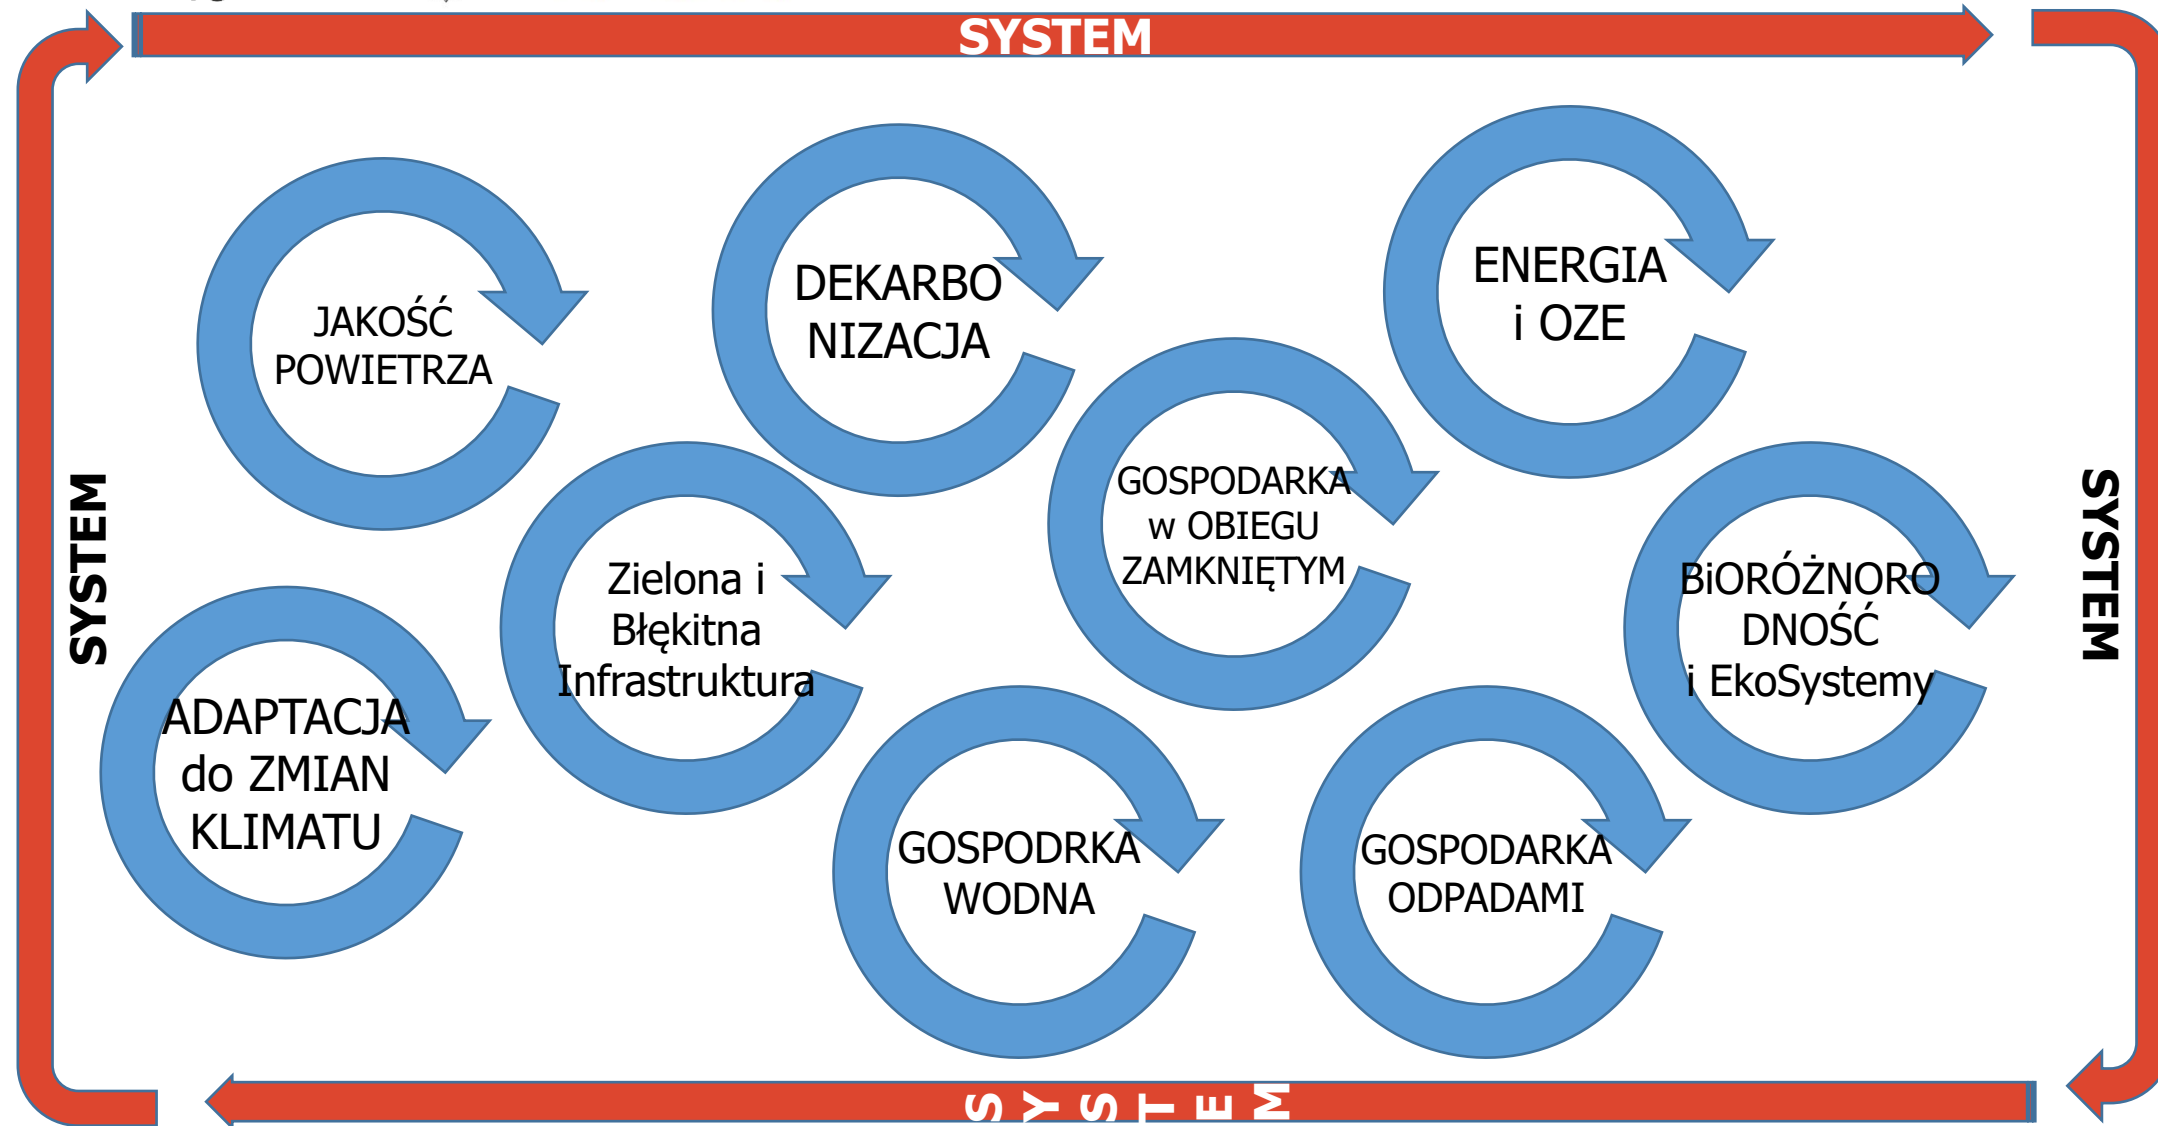 SYSTEM
JAKOŚĆ
POWIETRZA
DEKARBO
NIZACJA
ENERGIA
i OZE
GOSPODARKA
w OBIEGU
ZAMKNIĘTYM
Zielona i
Błękitna
Infrastruktura
BiORÓŻNORO
DNOŚĆ
i EkoSystemy
ADAPTACJA
do ZMIAN
KLIMATU
GOSPODRKA
WODNA
GOSPODARKA
ODPADAMI
SYSTEM
SYSTEM
SYSTEM